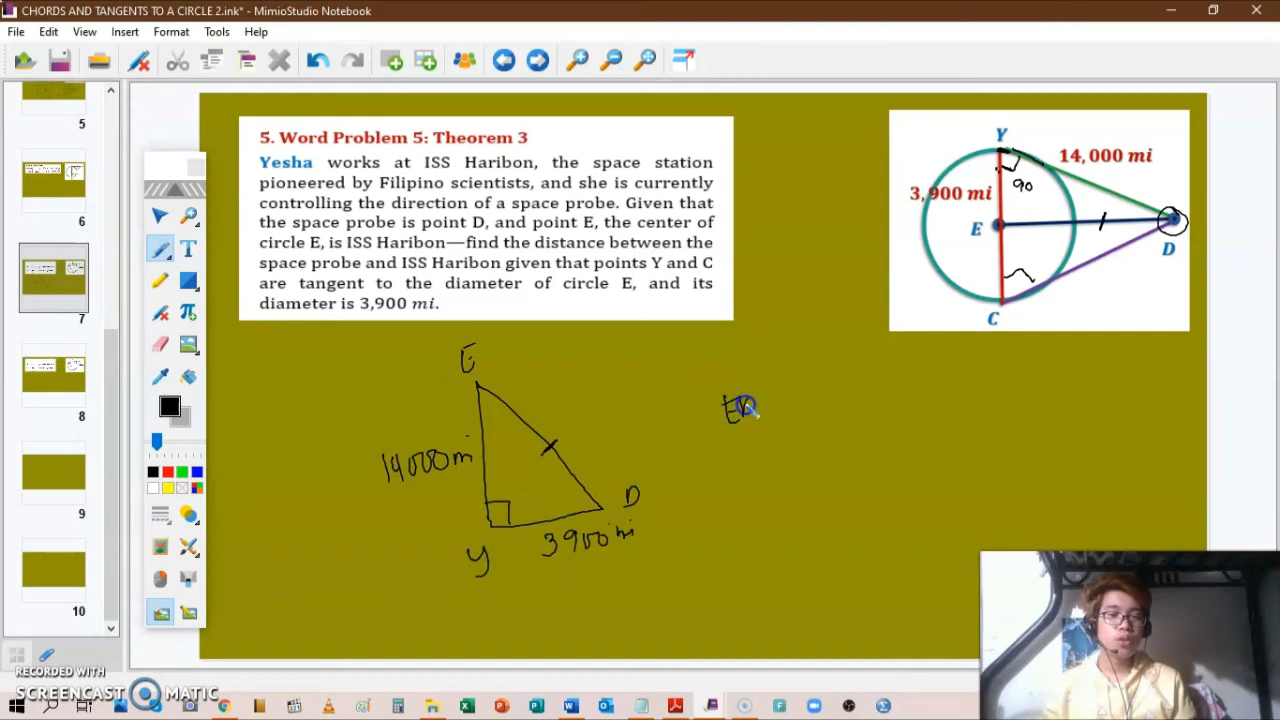 CHORDS AND TANGENTS TO A CIRCLE 2.ink* - MimioStudio Notebook
File Edit View Insert Format Tools Help
5
6
7
8
9
10
5. Word Problem 5: Theorem 3
Yesha works at ISS Haribon, the space station
pioneered by Filipino scientists, and she is currently
controlling the direction of a space probe. Given that
the space probe is point D, and point E, the center of
circle E, is ISS Haribon—find the distance between the
space probe and ISS Haribon given that points Y and C
are tangent to the diameter of circle E, and its
diameter is 3,900 mi.
Y
14,000 mi
90
3,900 mi
E
D
C
E
14000mi
D
3900mi
Y
RECORDED WITH
SCREENCAST MATIC